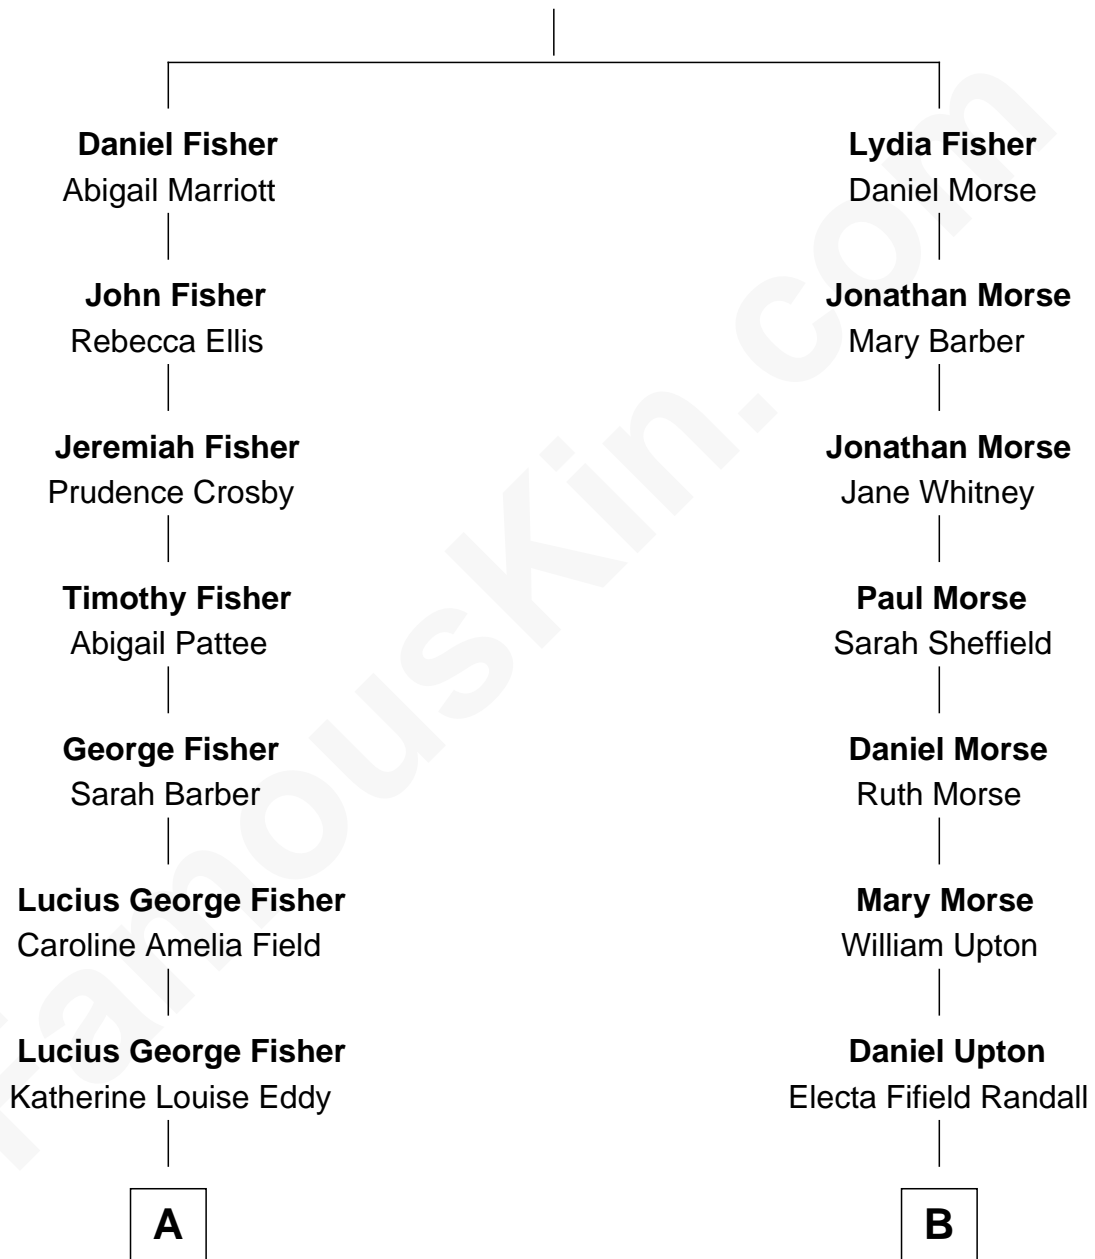 Daniel Fisher
Abigail Marriott
Lydia Fisher
Daniel Morse
John Fisher
Rebecca Ellis
Jonathan Morse
Mary Barber
Jeremiah Fisher
Prudence Crosby
Jonathan Morse
Jane Whitney
Timothy Fisher
Abigail Pattee
Paul Morse
Sarah Sheffield
George Fisher
Sarah Barber
Daniel Morse
Ruth Morse
Lucius George Fisher
Caroline Amelia Field
Mary Morse
William Upton
Lucius George Fisher
Katherine Louise Eddy
Daniel Upton
Electa Fifield Randall
A
B
FamousKin.com